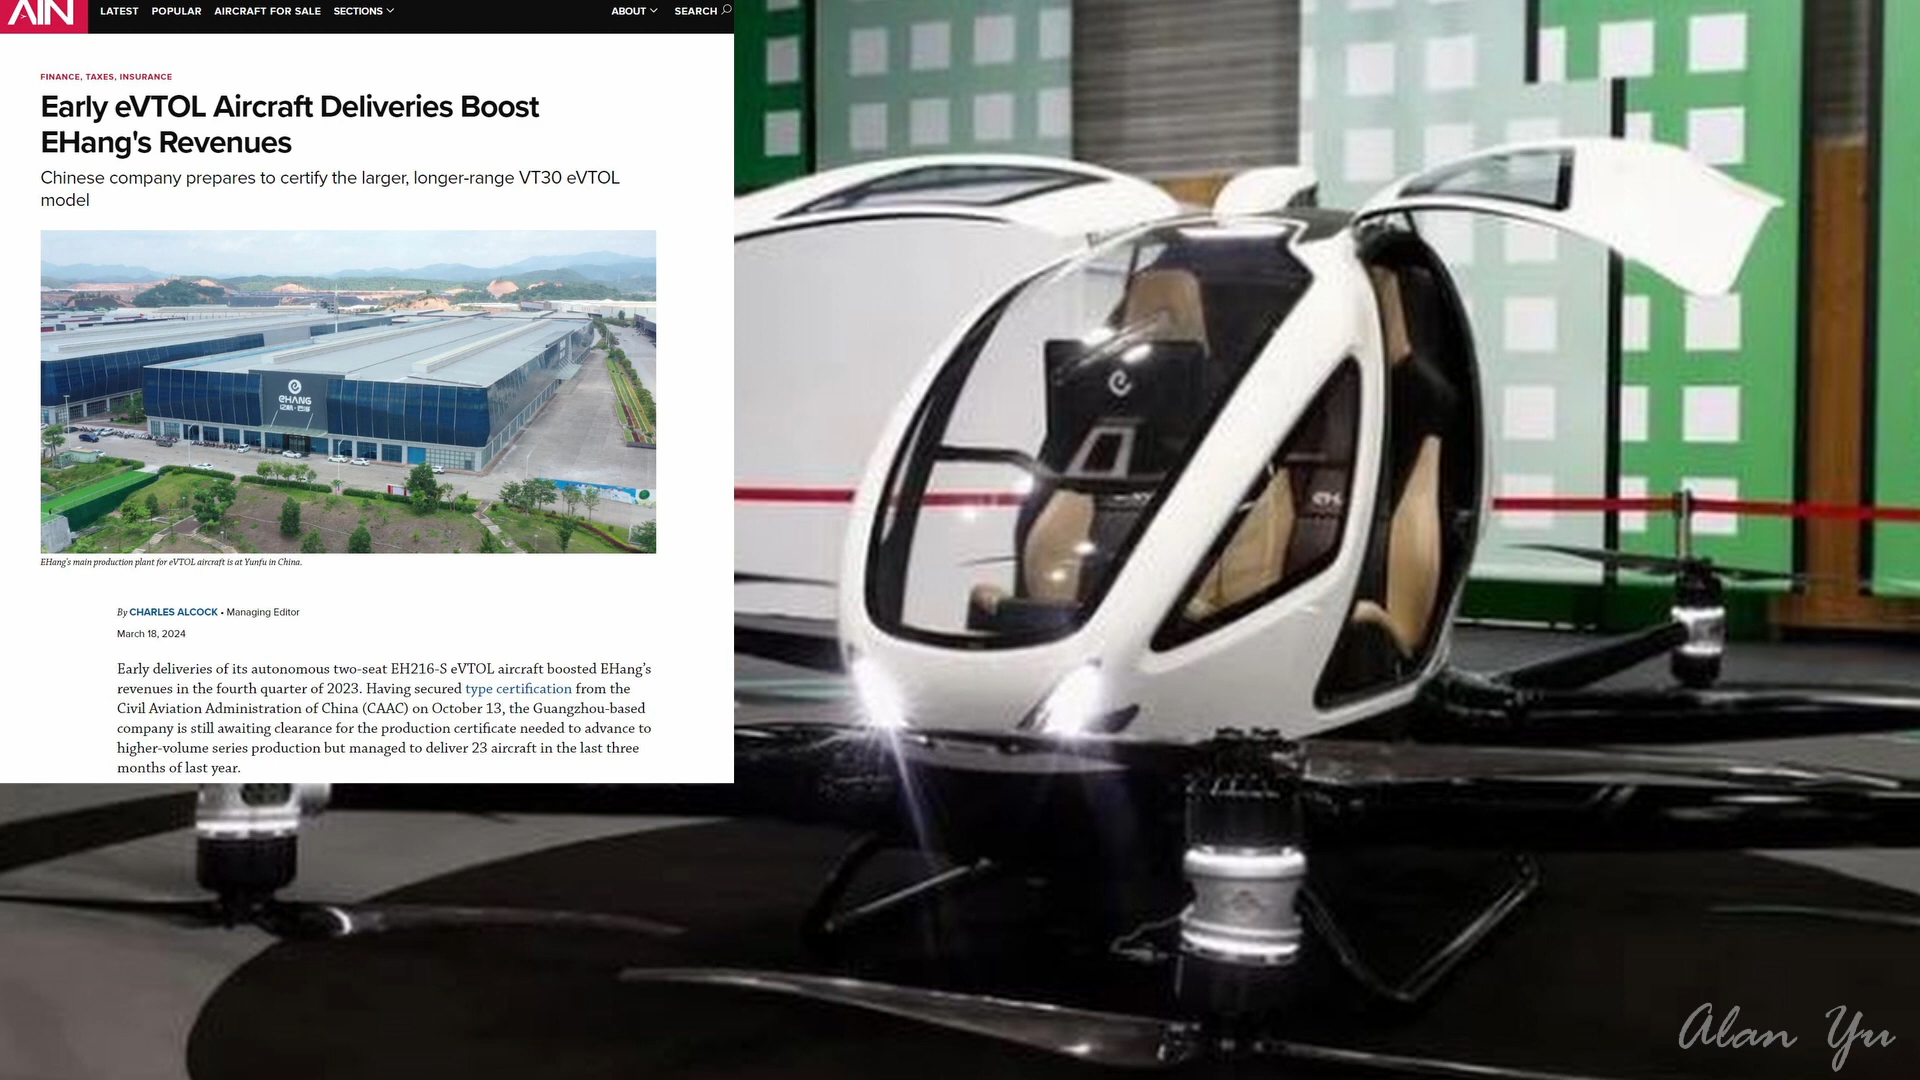 AIN
LATEST POPULAR AIRCRAFT FOR SALE SECTIONS ABOUT SEARCH
FINANCE, TAXES, INSURANCE
Early eVTOL Aircraft Deliveries Boost
EHang's Revenues
Chinese company prepares to certify the larger, longer-range VT30 eVTOL
model
EHANG
亿航·智能
EHang's main production plant for eVTOL aircraft is at Yunfu in China.
By CHARLES ALCOCK • Managing Editor
March 18, 2024
Early deliveries of its autonomous two-seat EH216-S eVTOL aircraft boosted EHang's
revenues in the fourth quarter of 2023. Having secured type certification from the
Civil Aviation Administration of China (CAAC) on October 13, the Guangzhou-based
company is still awaiting clearance for the production certificate needed to advance to
higher-volume series production but managed to deliver 23 aircraft in the last three
months of last year.
Alan Yu